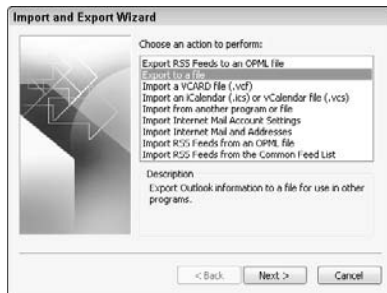 Import and Export Wizard
Choose an action to perform:
Export RSS Feeds to an OPML file
Export to a file
Import a VCARD file (.vcf)
Import an iCalendar (.ics) or vCalendar file (.vcs)
Import from another program or file
Import Internet Mail Account Settings
Import Internet Mail and Addresses
Import RSS Feeds from an OPML file
Import RSS Feeds from the Common Feed List
Description
Export Outlook information to a file for use in other
programs.
< Back Next > Cancel